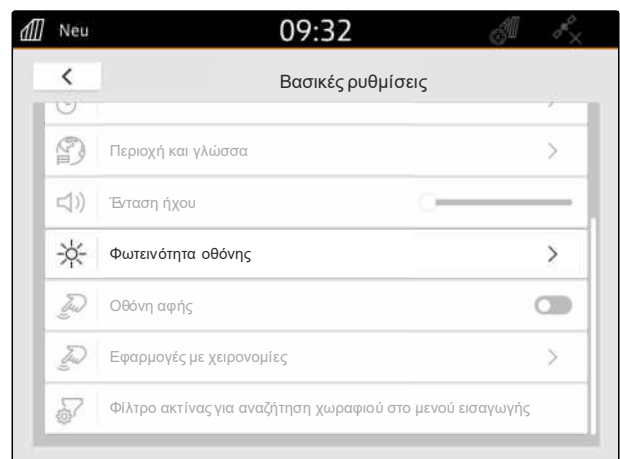 Neu
09:32
Βασικές ρυθμίσεις
Περιοχή και γλώσσα
Ένταση ήχου
Φωτεινότητα οθόνης
Οθόνη αφής
Εφαρμογές με χειρονομίες
Φίλτρο ακτίνας για αναζήτηση χωραφιού στο μενού εισαγωγής